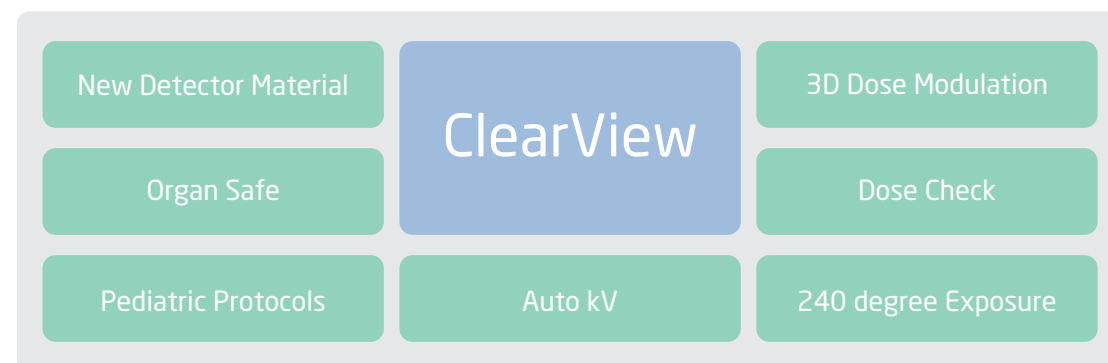 New Detector Material
ClearView
3D Dose Modulation
Organ Safe
Dose Check
Pediatric Protocols
Auto kV
240 degree Exposure